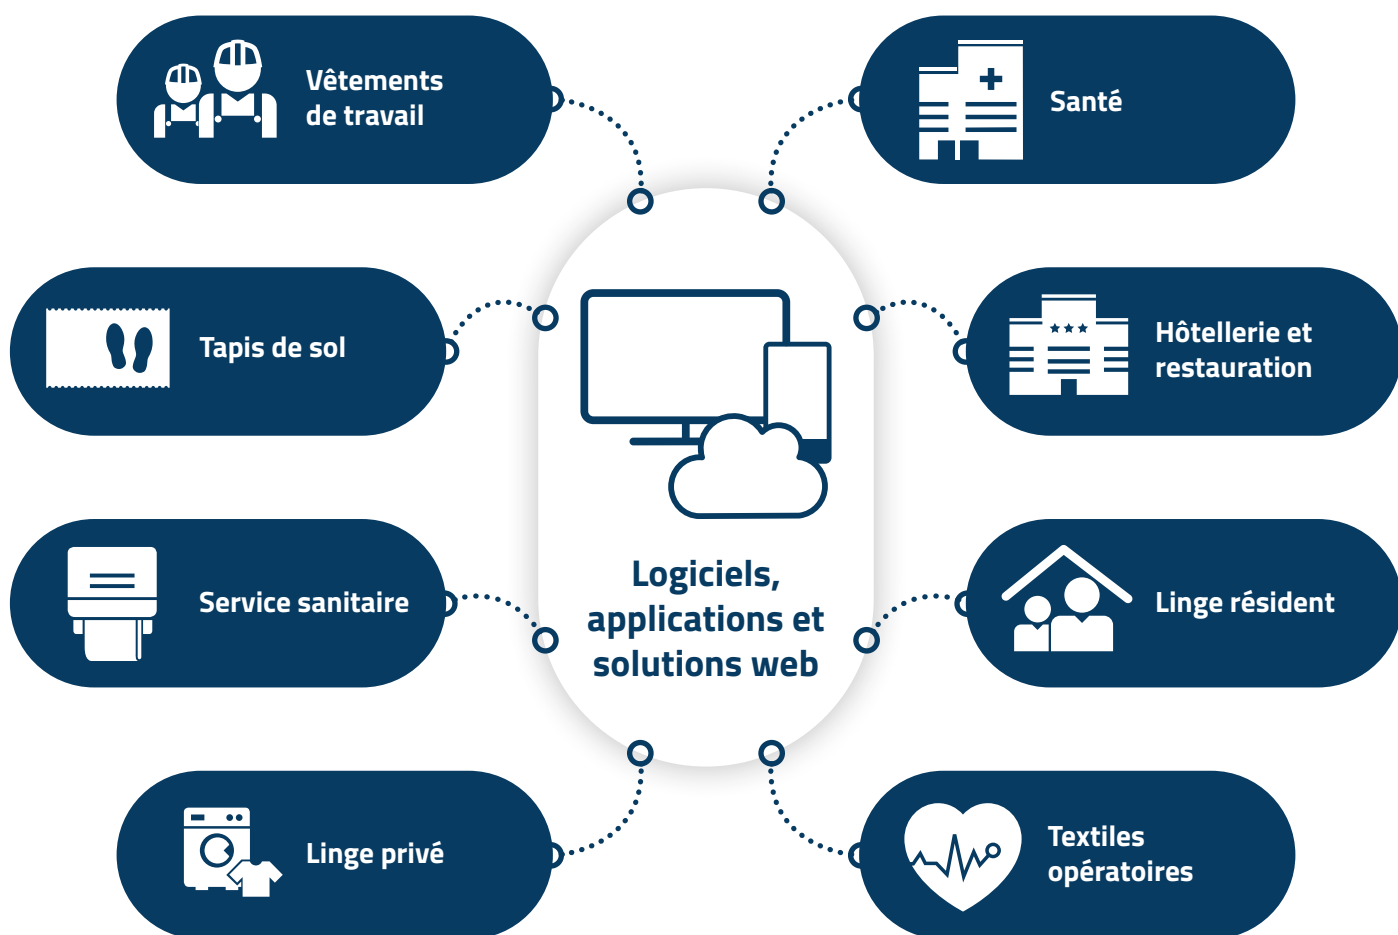 Vêtements
de travail
Santé
Tapis de sol
Hôtellerie et
restauration
Logiciels,
applications et
solutions web
Service sanitaire
Linge résident
Linge privé
Textiles
opératoires